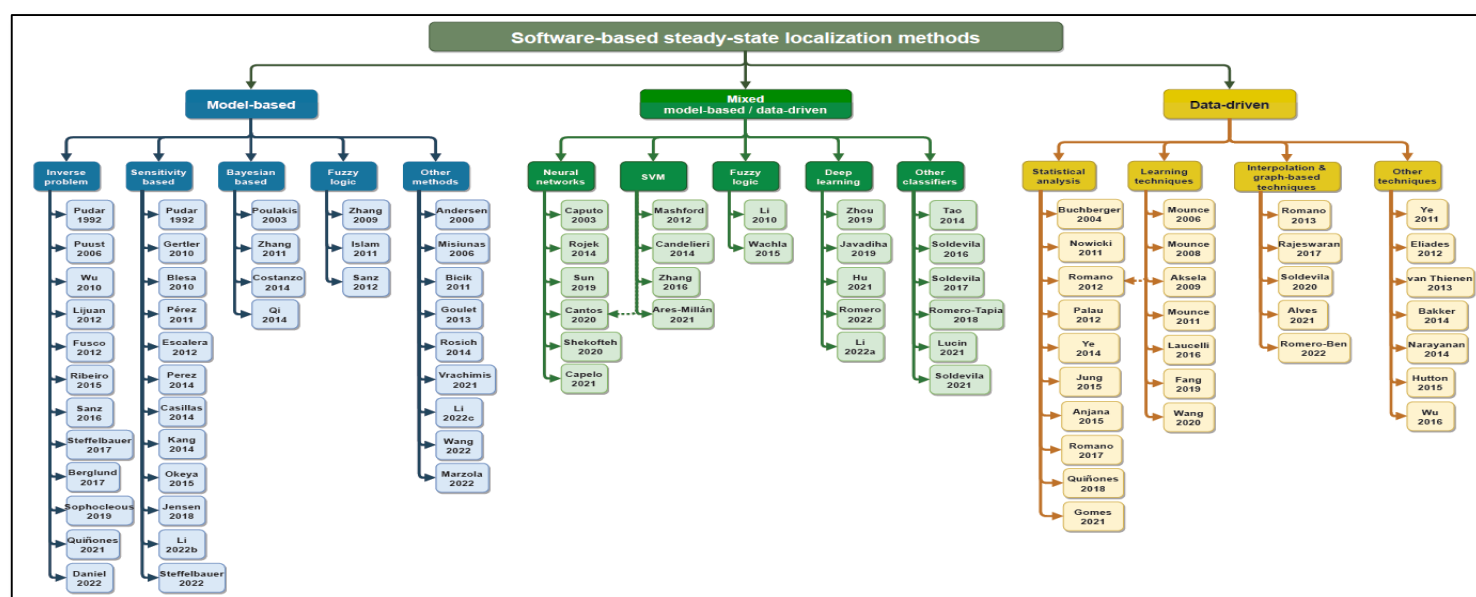 Software-based steady-state localization methods
Model-based
Mixed
model-based / data-driven
Data-driven
Inverse
problem
Sensitivity
based
Bayesian
based
Fuzzy
logic
Other
methods
Neural
networks
SVM
Fuzzy
logic
Deep
learning
Other
classifiers
Statistical
analysis
Learning
techniques
Interpolation &
graph-based
techniques
Other
techniques
Pudar
1992
Puust
2006
Wu
2010
Lijuan
2012
Fusco
2012
Ribeiro
2015
Sanz
2016
Steffelbauer
2017
Berglund
2017
Sophocleous
2019
Quiñones
2021
Daniel
2022
Pudar
1992
Gertler
2010
Blesa
2010
Pérez
2011
Escalera
2012
Perez
2014
Casillas
2014
Kang
2014
Okeya
2015
Jensen
2018
Li
2022b
Steffelbauer
2022
Poulakis
2003
Zhang
2011
Costanzo
2014
Qi
2014
Zhang
2009
Islam
2011
Sanz
2012
Andersen
2000
Misiunas
2006
Bicik
2011
Goulet
2013
Rosich
2014
Vrachimis
2021
Li
2022c
Wang
2022
Marzola
2022
Caputo
2003
Rojek
2014
Sun
2019
Cantos
2020
Shekofteh
2020
Capelo
2021
Mashford
2012
Candelieri
2014
Zhang
2016
Ares-Millán
2021
Li
2010
Wachla
2015
Zhou
2019
Javadiha
2019
Hu
2021
Romero
2022
Li
2022a
Tao
2014
Soldevila
2016
Soldevila
2017
Romero-Tapia
2018
Lucin
2021
Soldevila
2021
Buchberger
2004
Nowicki
2011
Romano
2012
Palau
2012
Ye
2014
Jung
2015
Anjana
2015
Romano
2017
Quiñones
2018
Gomes
2021
Mounce
2006
Mounce
2008
Aksela
2009
Mounce
2011
Laucelli
2016
Fang
2019
Wang
2020
Romano
2013
Rajeswaran
2017
Soldevila
2020
Alves
2021
Romero-Ben
2022
Ye
2011
Eliades
2012
van Thienen
2013
Bakker
2014
Narayanan
2014
Hutton
2015
Wu
2016